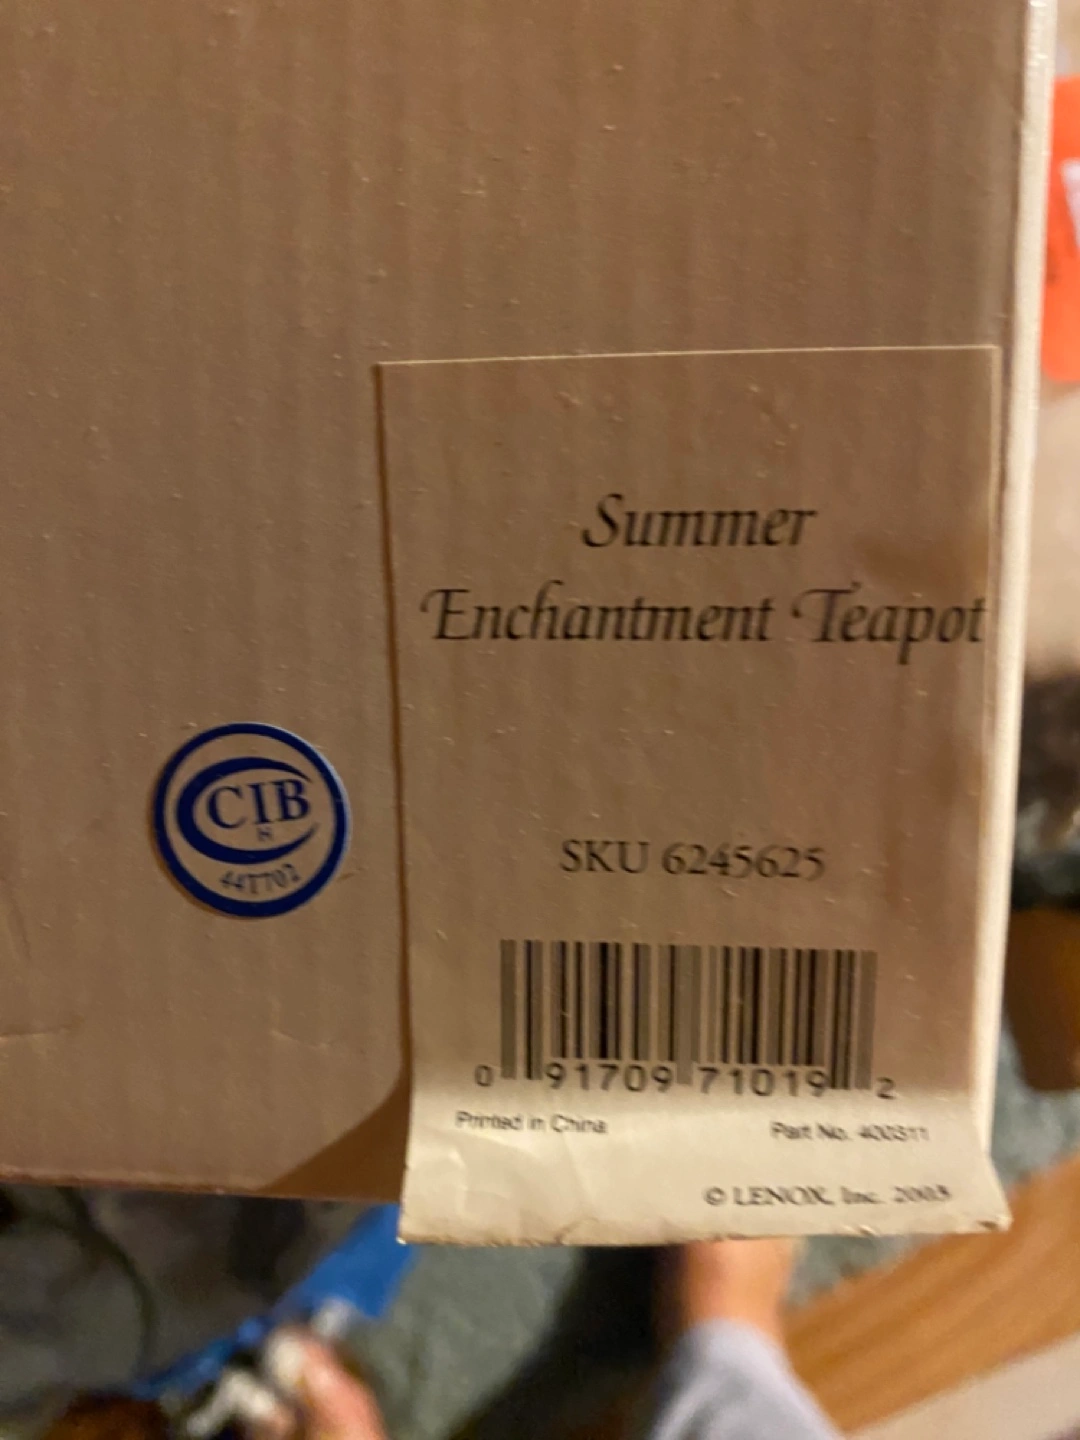 Summer
Enchantment Teapot
CIB
44T702
SKU 6245625
0 91709 71019 2
Printed in China
Part No. 400311
© LENOX, Inc. 2003